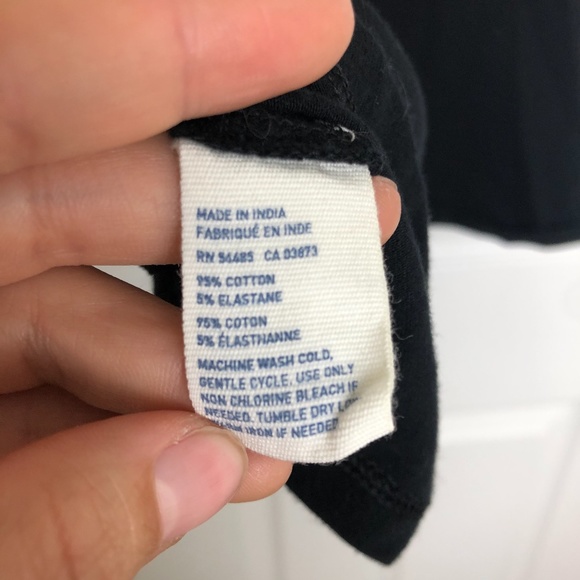 MADE IN INDIA
FABRIQUÉ EN INDE
RN 54485 CA 03673
95% COTTON
5% ELASTANE
95% COTON
5% ÉLASTHANNE
MACHINE WASH COLD,
GENTLE CYCLE, USE ONLY
NON CHLORINE BLEACH IF
NEEDED, TUMBLE DRY
IRON IF NEEDED